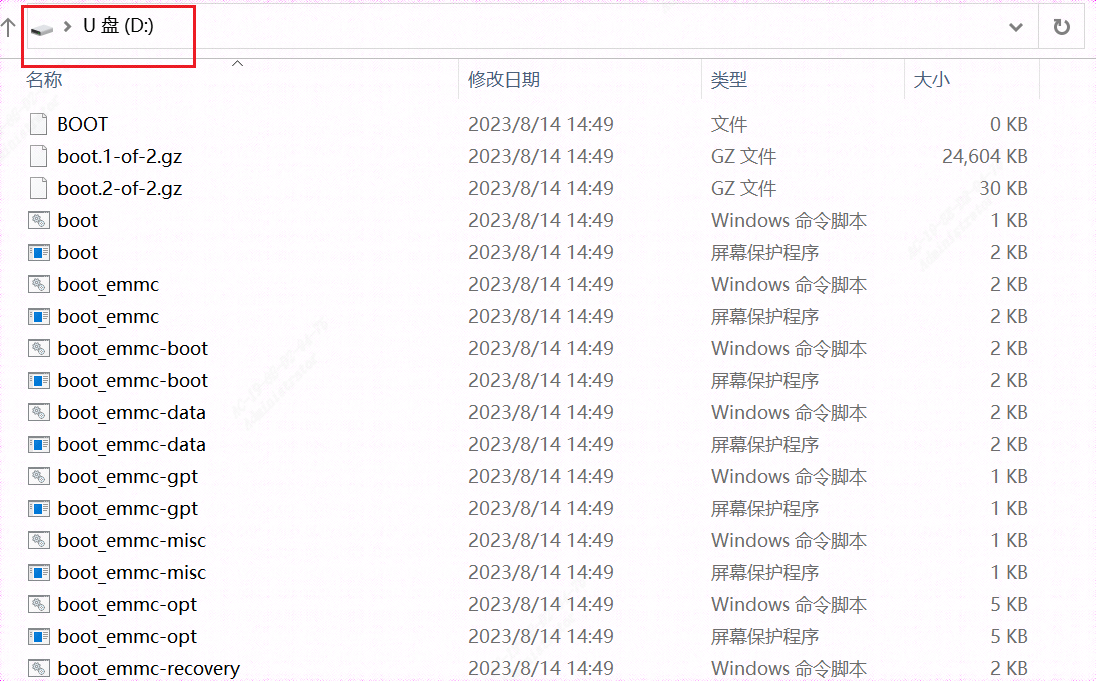 U 盘 (D:)
名称 修改日期 类型 大小
BOOT 2023/8/14 14:49 文件 0 KB
boot.1-of-2.gz 2023/8/14 14:49 GZ 文件 24,604 KB
boot.2-of-2.gz 2023/8/14 14:49 GZ 文件 30 KB
boot 2023/8/14 14:49 Windows 命令脚本 1 KB
boot 2023/8/14 14:49 屏幕保护程序 2 KB
boot_emmc 2023/8/14 14:49 Windows 命令脚本 2 KB
boot_emmc 2023/8/14 14:49 屏幕保护程序 2 KB
boot_emmc-boot 2023/8/14 14:49 Windows 命令脚本 2 KB
boot_emmc-boot 2023/8/14 14:49 屏幕保护程序 2 KB
boot_emmc-data 2023/8/14 14:49 Windows 命令脚本 2 KB
boot_emmc-data 2023/8/14 14:49 屏幕保护程序 2 KB
boot_emmc-gpt 2023/8/14 14:49 Windows 命令脚本 1 KB
boot_emmc-gpt 2023/8/14 14:49 屏幕保护程序 1 KB
boot_emmc-misc 2023/8/14 14:49 Windows 命令脚本 1 KB
boot_emmc-misc 2023/8/14 14:49 屏幕保护程序 1 KB
boot_emmc-opt 2023/8/14 14:49 Windows 命令脚本 5 KB
boot_emmc-opt 2023/8/14 14:49 屏幕保护程序 5 KB
boot_emmc-recovery 2023/8/14 14:49 Windows 命令脚本 2 KB